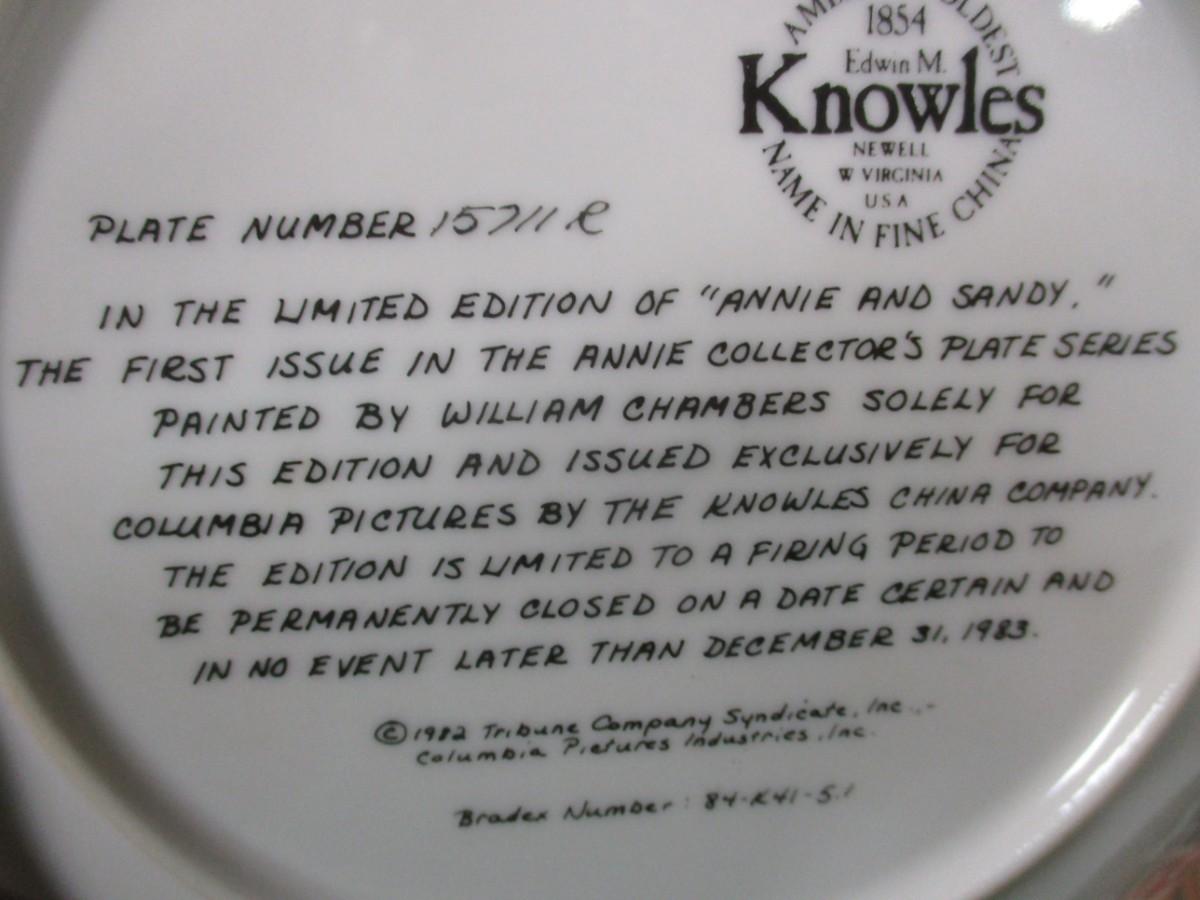 1854
Edwin M.
Knowles
NEWELL
W VIRGINIA
USA
NAME IN FINE CHINA
PLATE NUMBER 15711 R
IN THE LIMITED EDITION OF "ANNIE AND SANDY."
THE FIRST ISSUE IN THE ANNIE COLLECTOR'S PLATE SERIES
PAINTED BY WILLIAM CHAMBERS SOLELY FOR
THIS EDITION AND ISSUED EXCLUSIVELY FOR
COLUMBIA PICTURES BY THE KNOWLES CHINA COMPANY.
THE EDITION IS LIMITED TO A FIRING PERIOD TO
BE PERMANENTLY CLOSED ON A DATE CERTAIN AND
IN NO EVENT LATER THAN DECEMBER 31, 1983.
©1982 Tribune Company Syndicate, Inc.
Columbia Pictures Industries, Inc.
Bradex Number: 84-K41-5.1